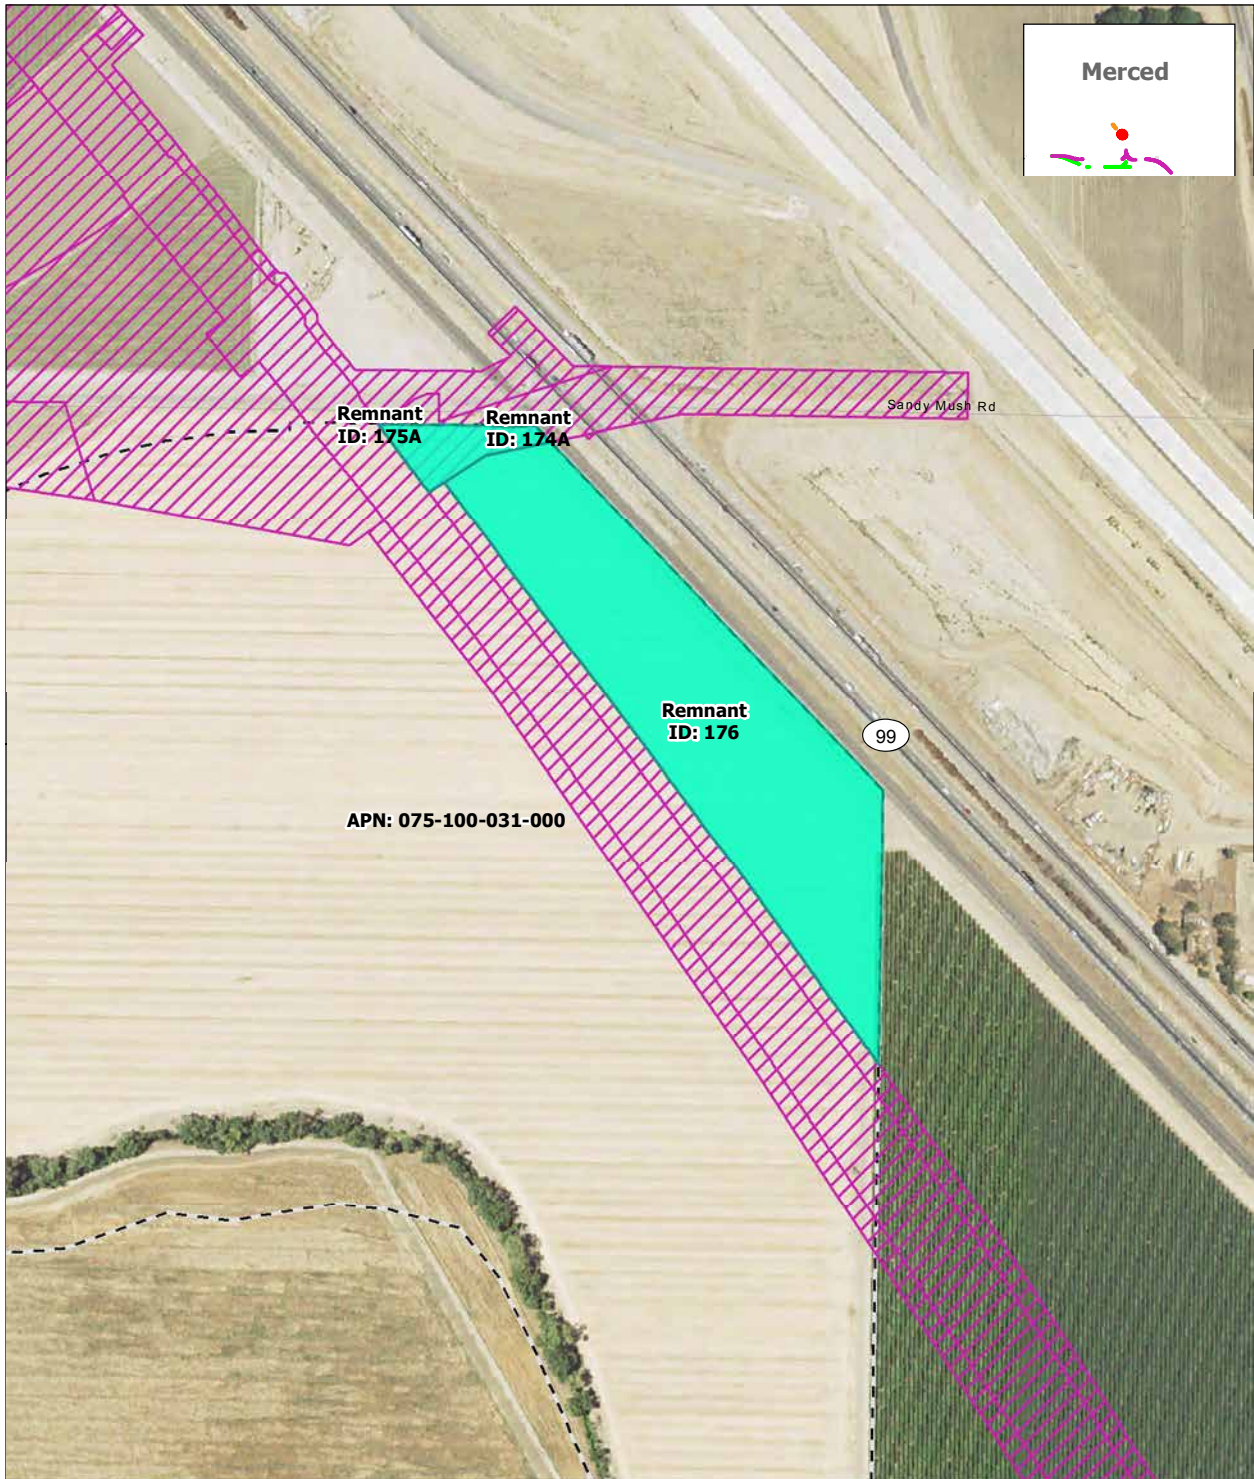 Merced
Sandy Mush Rd
Remnant
ID: 175A
Remnant
ID: 174A
Remnant
ID: 176
99
APN: 075-100-031-000